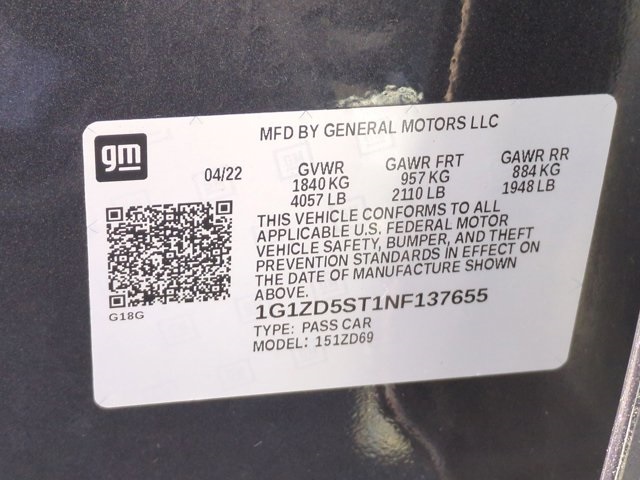 gm
MFD BY GENERAL MOTORS LLC
04/22
GVWR
1840 KG
4057 LB
GAWR FRT
957 KG
2110 LB
GAWR RR
884 KG
1948 LB
THIS VEHICLE CONFORMS TO ALL
APPLICABLE U.S. FEDERAL MOTOR
VEHICLE SAFETY, BUMPER, AND THEFT
PREVENTION STANDARDS IN EFFECT ON
THE DATE OF MANUFACTURE SHOWN
ABOVE.
1G1ZD5ST1NF137655
TYPE: PASS CAR
MODEL: 151ZD69
G18G